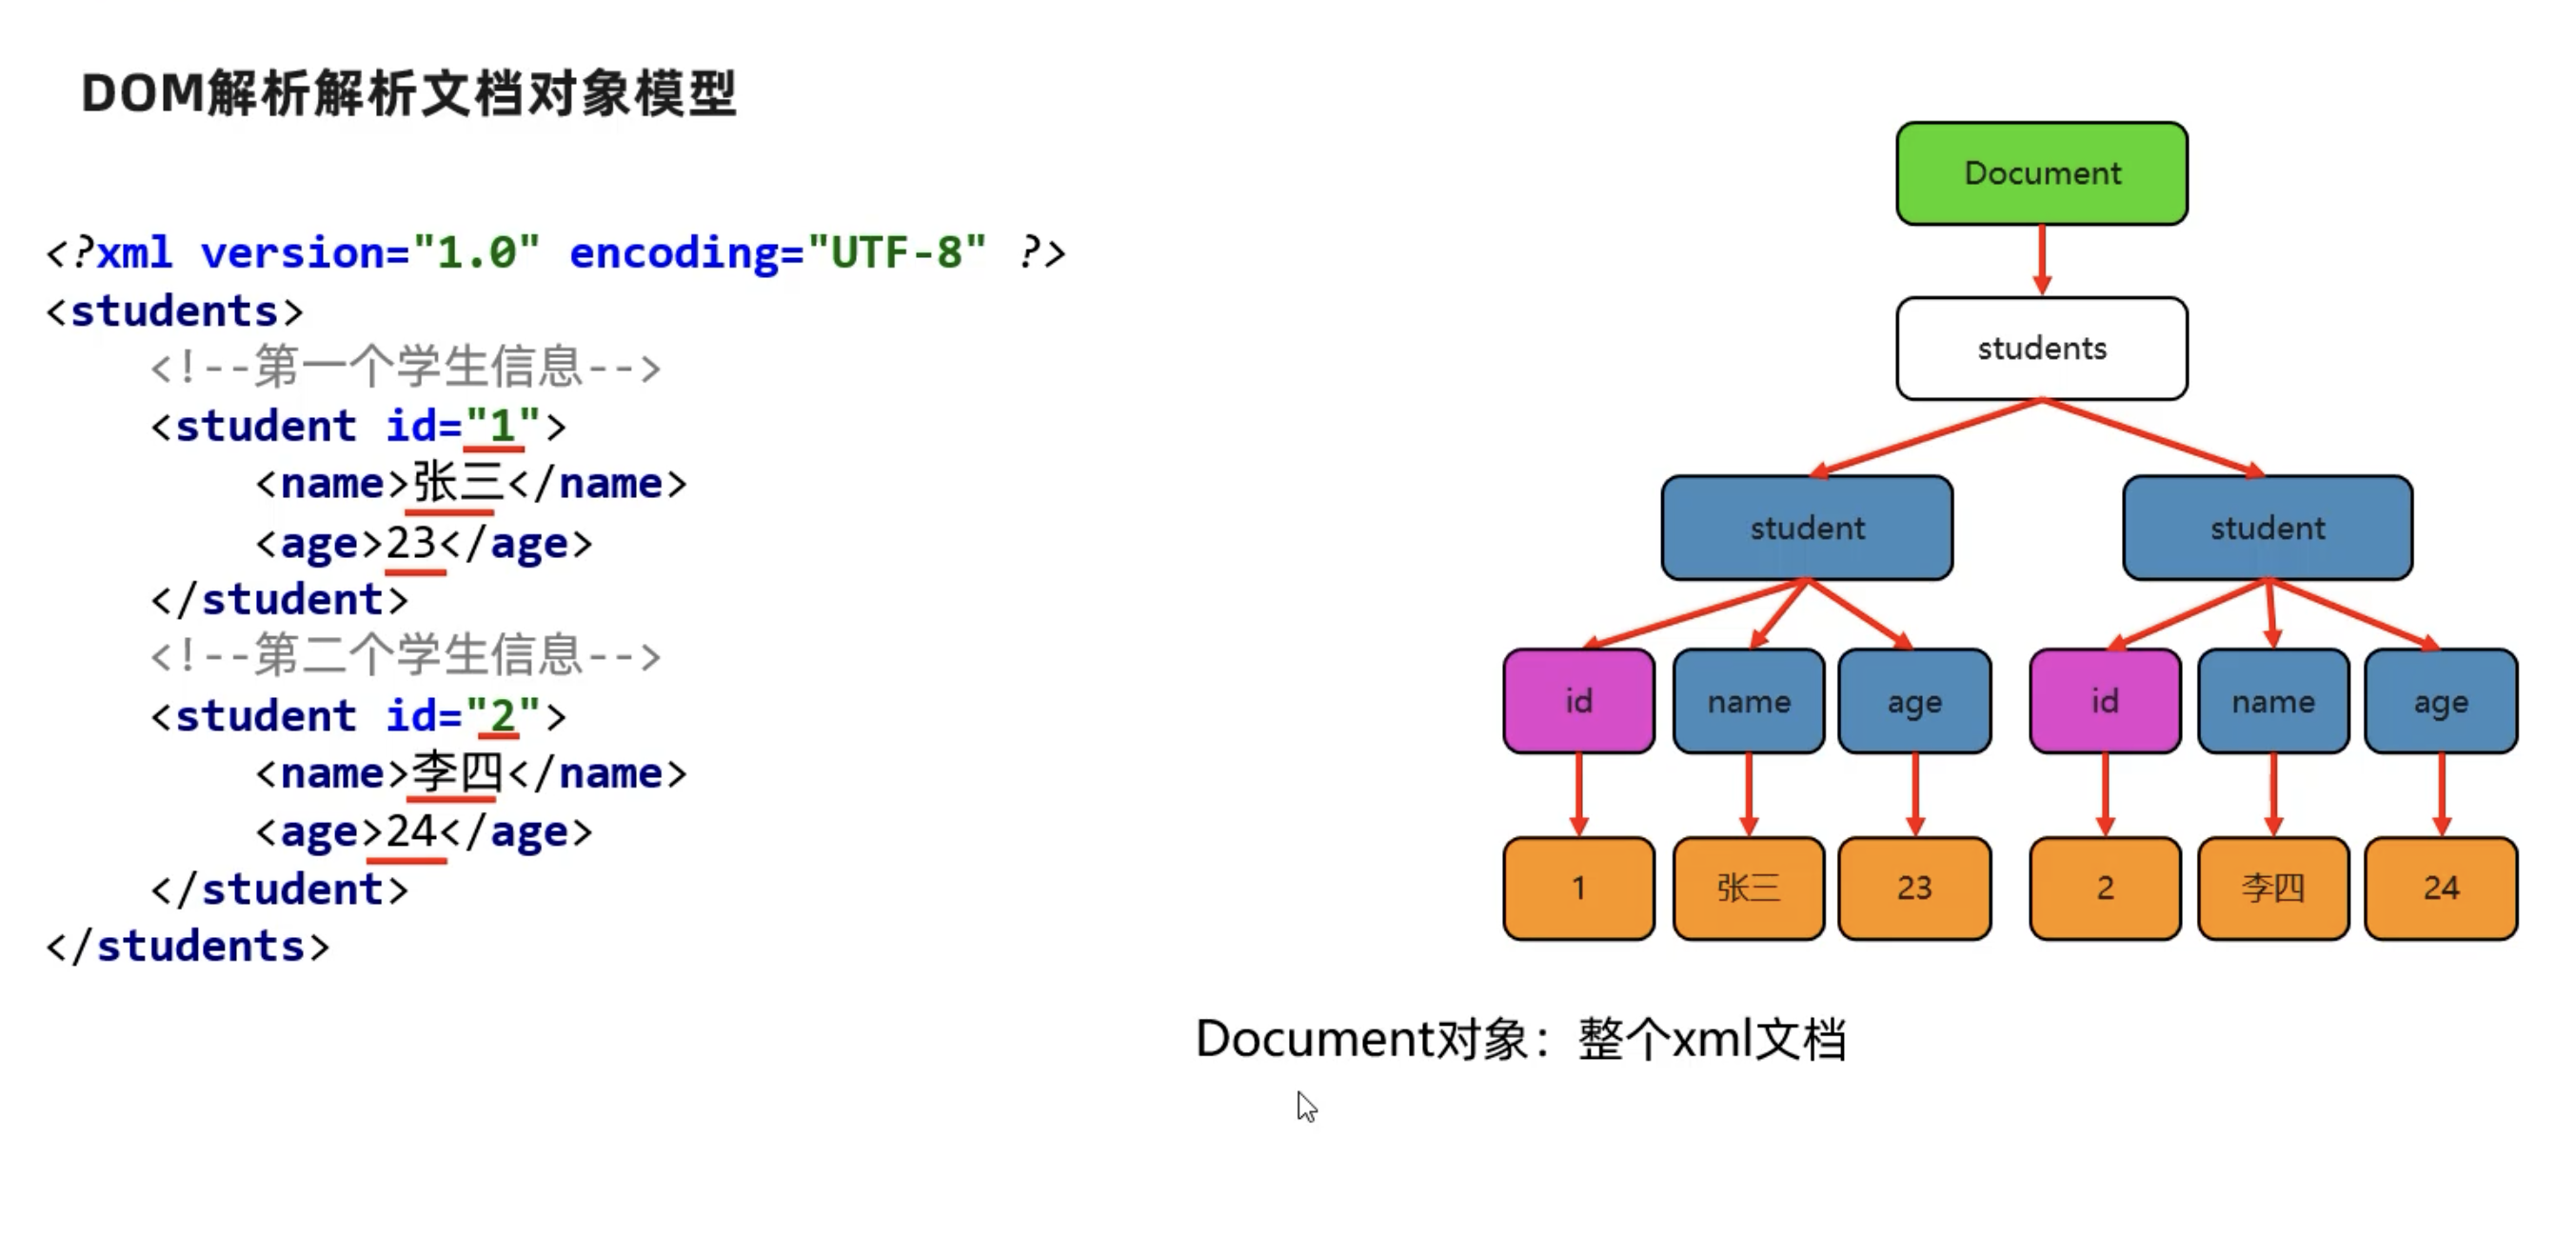 DOM解析解析文档对象模型
<?xml version="1.0" encoding="UTF-8" ?>
<students>
<!--第一个学生信息-->
<student id="1">
<name>张三</name>
<age>23</age>
</student>
<!--第二个学生信息-->
<student id="2">
<name>李四</name>
<age>24</age>
</student>
</students>
Document
students
student student
id name age id name age
1 张三 23 2 李四 24
Document对象：整个xml文档